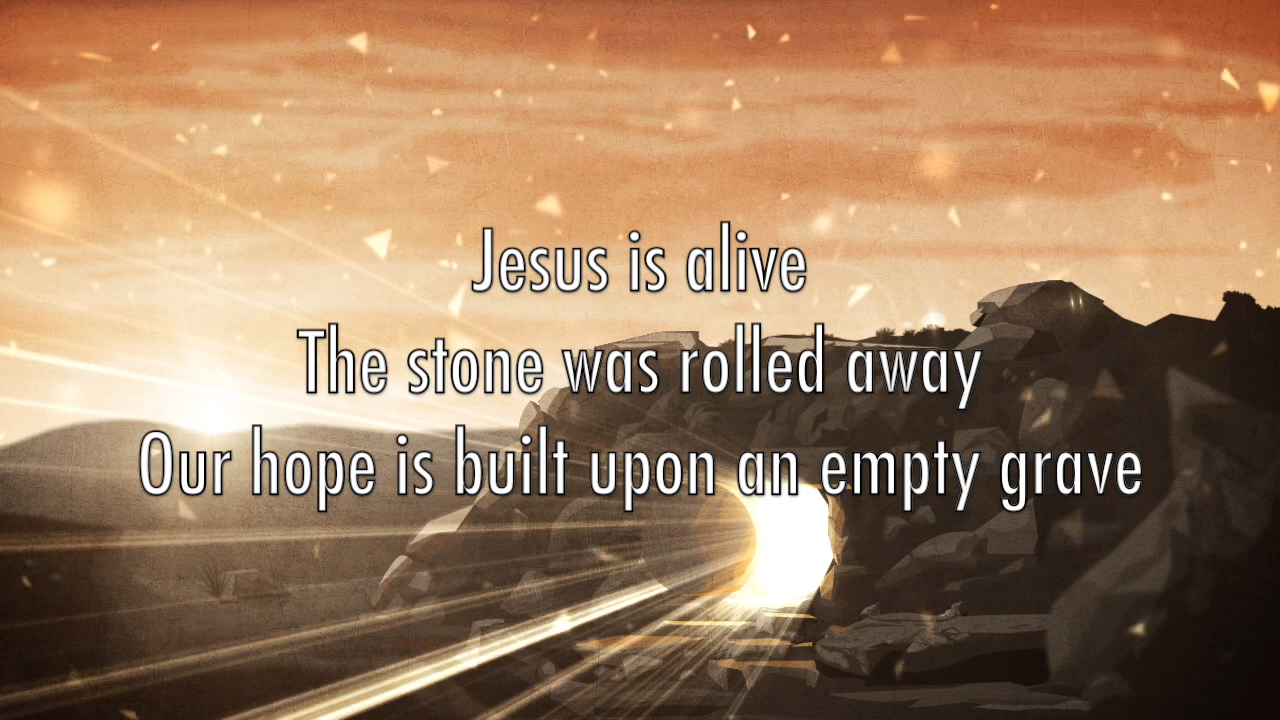 Jesus is alive
The stone was rolled away
Our hope is built upon an empty grave